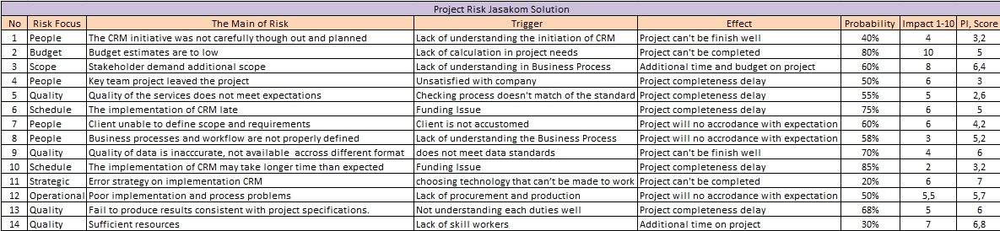 Project Risk Jasakom Solution
No Risk Focus The Main of Risk Trigger Effect Probability Impact 1-10 PI, Score
1 People The CRM initiative was not carefully though out and planned Lack of understanding the initiation of CRM Project can't be finish well 40% 4 3,2
2 Budget Budget estimates are to low Lack of calculation in project needs Project can't be completed 80% 10 5
3 Scope Stakeholder demand additional scope Lack of understanding in Business Process Additional time and budget on project 60% 8 6,4
4 People Key team project leaved the project Unsatisfied with company Project completeness delay 50% 6 3
5 Quality Quality of the services does not meet expectations Checking process doesn't match of the standard Project completeness delay 55% 5 2,6
6 Schedule The implementation of CRM late Funding Issue Project completeness delay 75% 6 5
7 People Client unable to define scope and requirements Client is not accustomed Project will no accrodance with expectation 60% 6 4,2
8 People Business processes and workflow are not properly defined Lack of understanding the Business Process Project will no accrodance with expectation 58% 3 5,2
9 Quality Quality of data is inacccurate, not available accross different format does not meet data standards Project can't be finish well 70% 4 6
10 Schedule The implementation of CRM may take longer time than expected Funding Issue Project completeness delay 85% 2 3,2
11 Strategic Error strategy on implementation CRM choosing technology that can't be made to work Project can't be completed 20% 6 7
12 Operational Poor implementation and process problems Lack of procurement and production Project will no accrodance with expectation 50% 5,5 5,7
13 Quality Fail to produce results consistent with project specifications. Not understanding each duties well Project completeness delay 68% 5 6
14 Quality Sufficient resources Lack of skill workers Additional time on project 30% 7 6,8